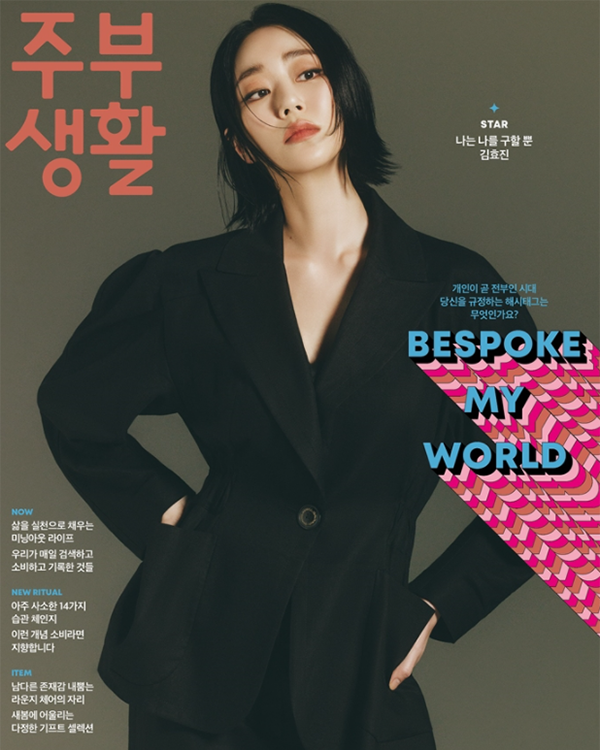 주부
생활
STAR
나는 나를 구할 뿐
김효진
개인이 곧 전부인 시대
당신을 규정하는 해시태그는
무엇인가요?
BESPOKE
MY
WORLD
NOW
삶을 실천으로 채우는
미닝아웃 라이프
우리가 매일 검색하고
소비하고 기록한 것들
NEW RITUAL
아주 사소한 14가지
습관 체인지
이런 개념 소비라면
지향합니다
ITEM
남다른 존재감 내뿜는
라운지 체어의 자리
새봄에 어울리는
다정한 기프트 셀렉션